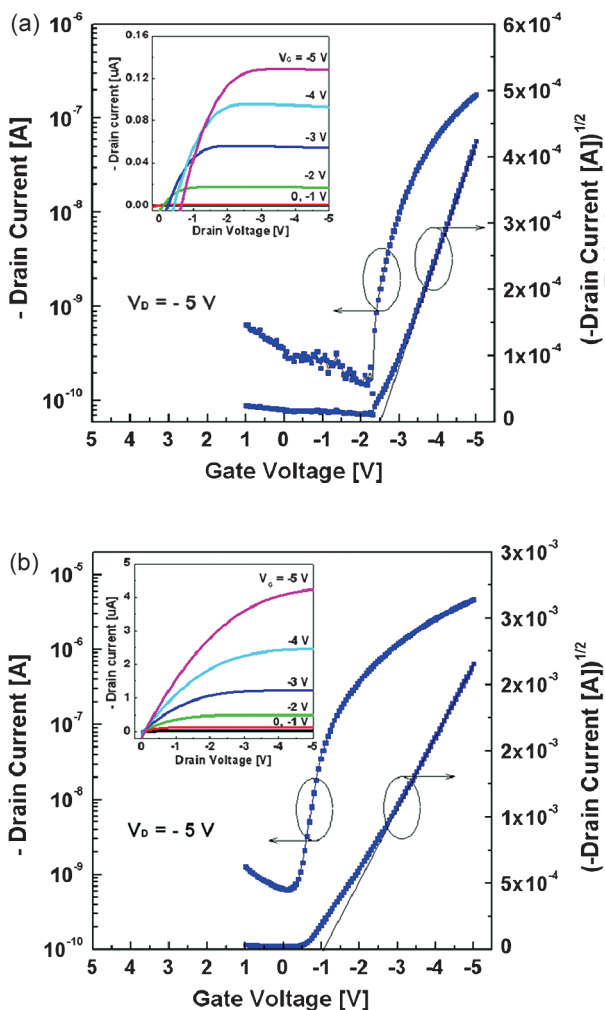 (a)
- Drain Current [A]
10⁻⁶
10⁻⁷
10⁻⁸
10⁻⁹
10⁻¹⁰
- Drain current [uA]
0.16
0.12
0.08
0.04
0.00
V_G = -5 V
-4 V
-3 V
-2 V
0, -1 V
0 -1 -2 -3 -4 -5
Drain Voltage [V]
V_D = - 5 V
6x10⁻⁴
5x10⁻⁴
4x10⁻⁴
3x10⁻⁴
2x10⁻⁴
1x10⁻⁴
0
(-Drain Current [A])^1/2
5 4 3 2 1 0 -1 -2 -3 -4 -5
Gate Voltage [V]
(b)
- Drain Current [A]
10⁻⁵
10⁻⁶
10⁻⁷
10⁻⁸
10⁻⁹
10⁻¹⁰
- Drain current [uA]
5
4
3
2
1
0
V_G = -5 V
-4 V
-3 V
-2 V
0, -1 V
0 -1 -2 -3 -4 -5
Drain Voltage [V]
V_D = - 5 V
3x10⁻³
3x10⁻³
2x10⁻³
2x10⁻³
1x10⁻³
5x10⁻⁴
0
(-Drain Current [A])^1/2
5 4 3 2 1 0 -1 -2 -3 -4 -5
Gate Voltage [V]